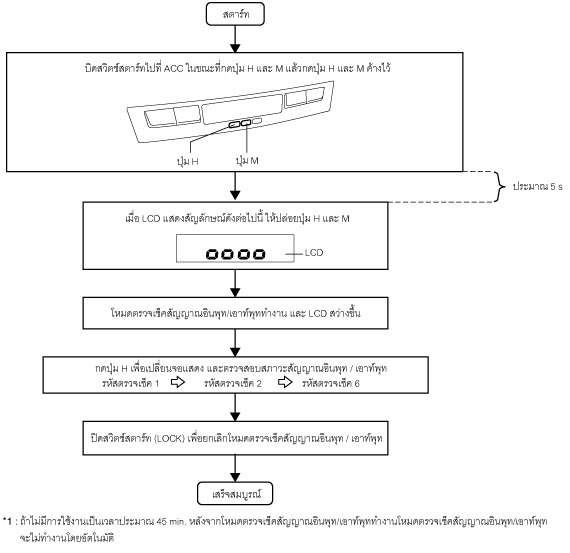 สตาร์ท
บิดสวิตช์สตาร์ทไปที่ ACC ในขณะที่กดปุ่ม H และ M แล้วกดปุ่ม H และ M ค้างไว้
ปุ่ม H
ปุ่ม M
ประมาณ 5 s
เมื่อ LCD แสดงสัญลักษณ์ดังต่อไปนี้ ให้ปล่อยปุ่ม H และ M
oooo
LCD
โหมดตรวจเช็คสัญญาณอินพุท/เอาท์พุททำงาน และ LCD สว่างขึ้น
กดปุ่ม H เพื่อเปลี่ยนจอแสดง และตรวจสอบสภาวะสัญญาณอินพุท / เอาท์พุท
รหัสตรวจเช็ค 1 ⇨ รหัสตรวจเช็ค 2 ⇨ รหัสตรวจเช็ค 6
ปิดสวิตช์สตาร์ท (LOCK) เพื่อยกเลิกโหมดตรวจเช็คสัญญาณอินพุท / เอาท์พุท
เสร็จสมบูรณ์
*1 : ถ้าไม่มีการใช้งานเป็นเวลาประมาณ 45 min. หลังจากโหมดตรวจเช็คสัญญาณอินพุท/เอาท์พุททำงานโหมดตรวจเช็คสัญญาณอินพุท/เอาท์พุท
จะไม่ทำงานโดยอัตโนมัติ